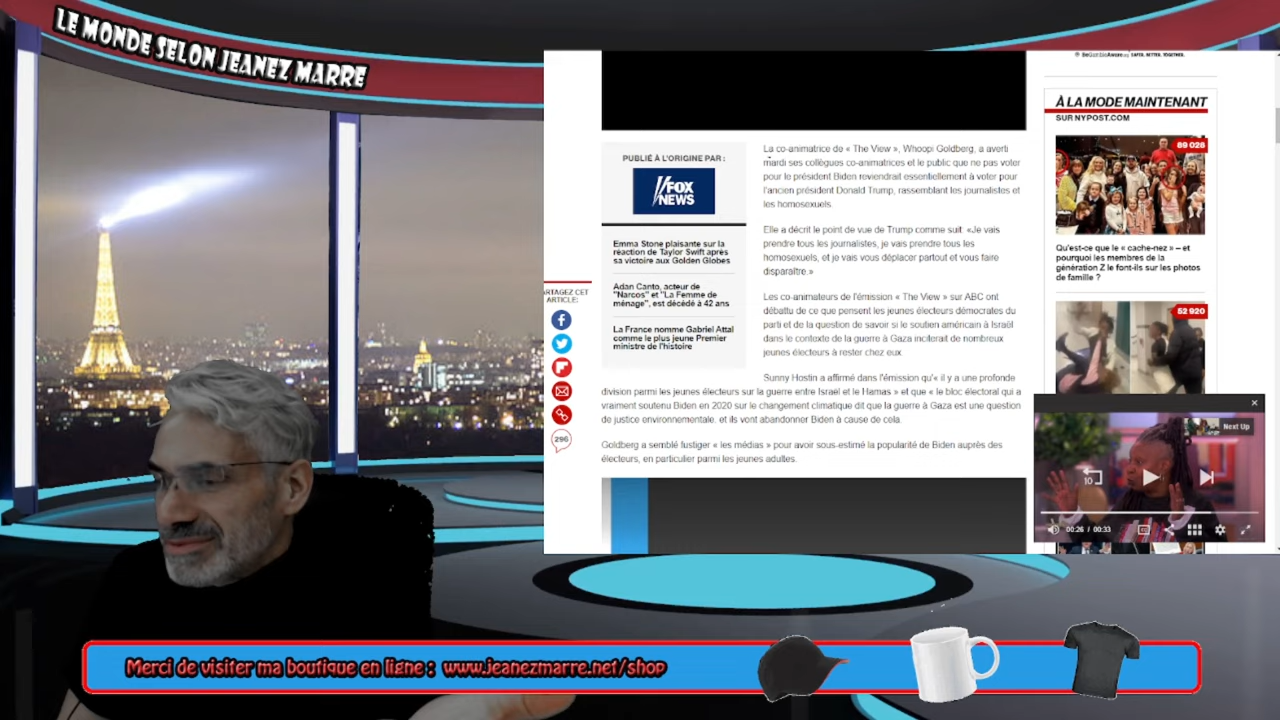 LE MONDE SELON JEANEZ MARRE
PUBLIÉ À L'ORIGINE PAR :
FOX
NEWS
Emma Stone plaisante sur la
réaction de Taylor Swift après
sa victoire aux Golden Globes
Adan Canto, acteur de
"Narcos" et "La Femme de
ménage", est décédé à 42 ans
La France nomme Gabriel Attal
comme le plus jeune Premier
ministre de l'histoire
ARTAGEZ CET
ARTICLE:
296
La co-animatrice de « The View », Whoopi Goldberg, a averti
mardi ses collègues co-animatrices et le public que ne pas voter
pour le président Biden reviendrait essentiellement à voter pour
l'ancien président Donald Trump, rassemblant les journalistes et
les homosexuels.
Elle a décrit le point de vue de Trump comme suit: «Je vais
prendre tous les journalistes, je vais prendre tous les
homosexuels, et je vais vous déplacer partout et vous faire
disparaître.»
Les co-animateurs de l'émission « The View » sur ABC ont
débattu de ce que pensent les jeunes électeurs démocrates du
parti et de la question de savoir si le soutien américain à Israël
dans le contexte de la guerre à Gaza inciterait de nombreux
jeunes électeurs à rester chez eux
Sunny Hostin a affirmé dans l'émission qu'« il y a une profonde
division parmi les jeunes électeurs sur la guerre entre Israël et le Hamas » et que « le bloc électoral qui a
vraiment soutenu Biden en 2020 sur le changement climatique dit que la guerre à Gaza est une question
de justice environnementale. et ils vont abandonner Biden à cause de cela.
Goldberg a semblé fustiger « les médias » pour avoir sous-estimé la popularité de Biden auprès des
électeurs, en particulier parmi les jeunes adultes.
À LA MODE MAINTENANT
SUR NYPOST.COM
89 028
Qu'est-ce que le « cache-nez » – et
pourquoi les membres de la
génération Z le font-ils sur les photos
de famille ?
52 920
Next Up
10
00:26 / 00:33
Merci de visiter ma boutique en ligne : www.jeanezmarre.net/shop